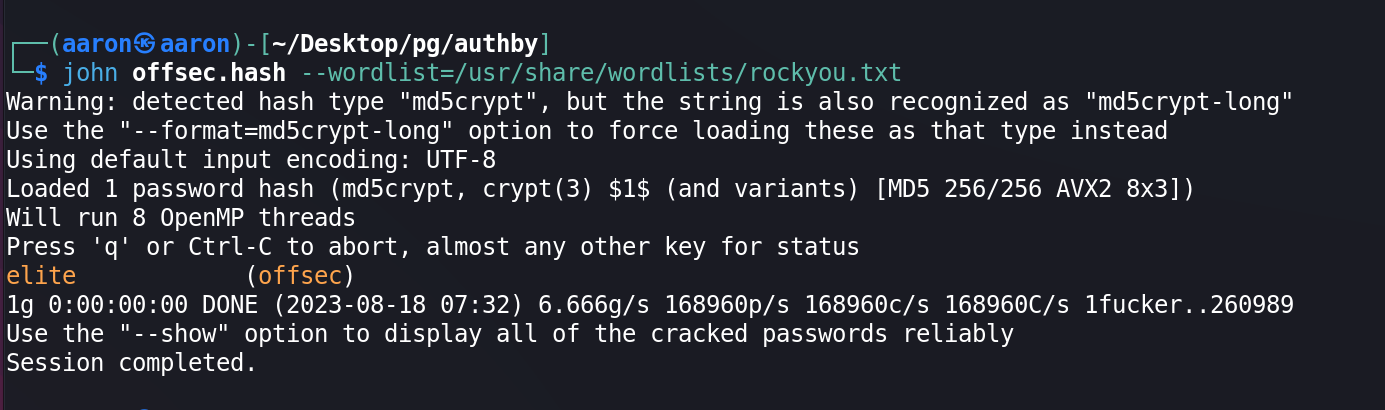 ┌──(aaron㉿aaron)-[~/Desktop/pg/authby]
└─$ john offsec.hash --wordlist=/usr/share/wordlists/rockyou.txt
Warning: detected hash type "md5crypt", but the string is also recognized as "md5crypt-long"
Use the "--format=md5crypt-long" option to force loading these as that type instead
Using default input encoding: UTF-8
Loaded 1 password hash (md5crypt, crypt(3) $1$ (and variants) [MD5 256/256 AVX2 8x3])
Will run 8 OpenMP threads
Press 'q' or Ctrl-C to abort, almost any other key for status
elite            (offsec)
1g 0:00:00:00 DONE (2023-08-18 07:32) 6.666g/s 168960p/s 168960c/s 168960C/s 1fucker..260989
Use the "--show" option to display all of the cracked passwords reliably
Session completed.